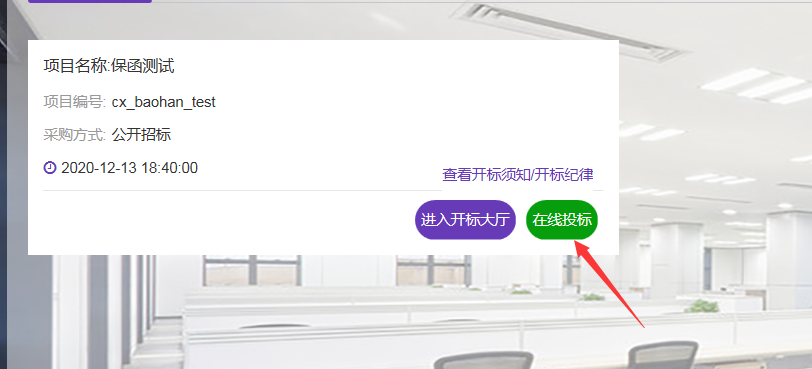 项目名称:保函测试
项目编号: cx_baohan_test
采购方式: 公开招标
2020-12-13 18:40:00
查看开标须知/开标纪律
进入开标大厅 在线投标